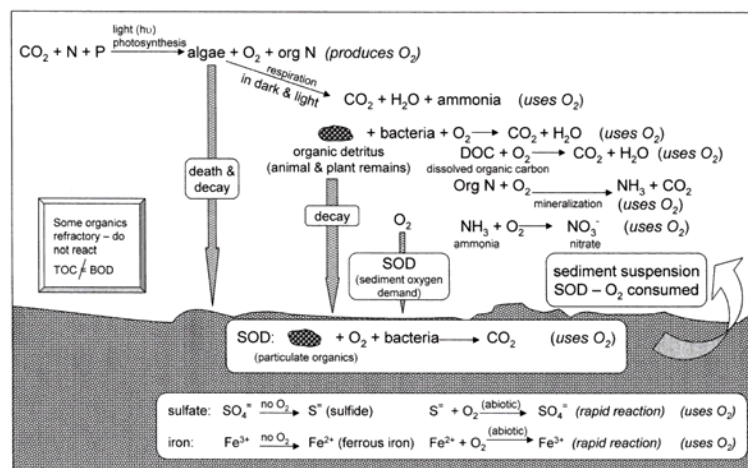 light (hυ)
photosynthesis
CO₂ + N + P → algae + O₂ + org N (produces O₂)
respiration
in dark & light
CO₂ + H₂O + ammonia (uses O₂)
+ bacteria + O₂ → CO₂ + H₂O (uses O₂)
organic detritus
(animal & plant remains)
DOC + O₂ → CO₂ + H₂O (uses O₂)
dissolved organic carbon
Org N + O₂ → NH₃ + CO₂
mineralization
(uses O₂)
NH₃ + O₂ → NO₃⁻ (uses O₂)
ammonia nitrate
death &
decay
decay
Some organics
refractory – do
not react
TOC ≠ BOD
O₂
SOD
(sediment oxygen
demand)
sediment suspension
SOD – O₂ consumed
SOD: + O₂ + bacteria → CO₂ (uses O₂)
(particulate organics)
sulfate: SO₄⁼ no O₂ → S⁼ (sulfide) S⁼ + O₂ (abiotic) → SO₄⁼ (rapid reaction) (uses O₂)
iron: Fe³⁺ no O₂ → Fe²⁺ (ferrous iron) Fe²⁺ + O₂ (abiotic) → Fe³⁺ (rapid reaction) (uses O₂)